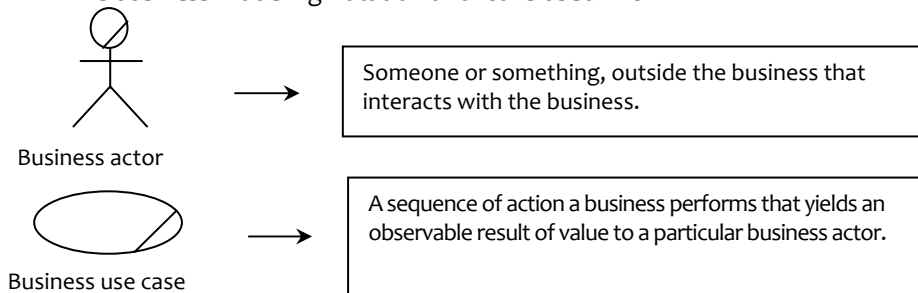 Someone or something, outside the business that
interacts with the business.
Business actor
A sequence of action a business performs that yields an
observable result of value to a particular business actor.
Business use case